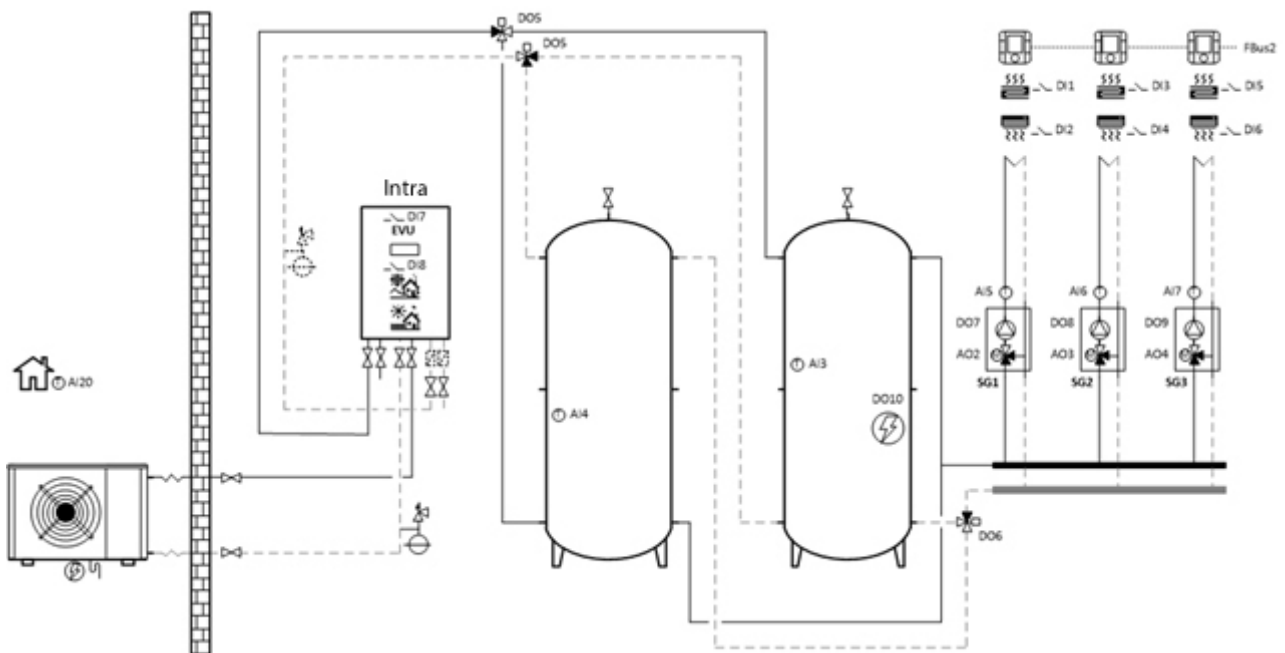 DO5
DO5
FBus2
DI1
DI3
DI5
DI2
DI4
DI6
Intra
DI7
EVU
DI8
AI5
AI6
AI7
DO7
DO8
DO9
AO2
AO3
AO4
SG1
SG2
SG3
AI3
AI20
DO10
AI4
DO6